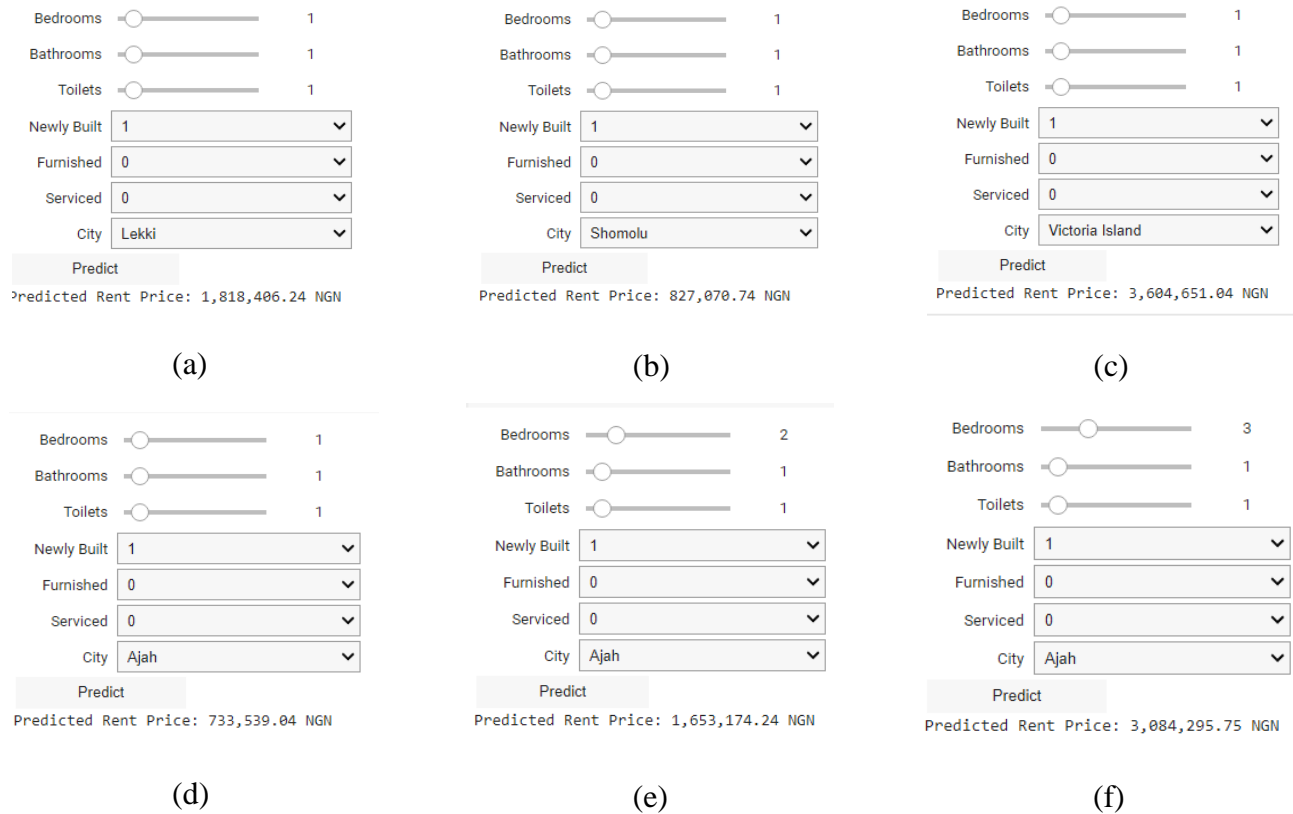 Bedrooms 1
Bathrooms 1
Toilets 1
Newly Built 1
Furnished 0
Serviced 0
City Lekki
Predict
Predicted Rent Price: 1,818,406.24 NGN
(a)
Bedrooms 1
Bathrooms 1
Toilets 1
Newly Built 1
Furnished 0
Serviced 0
City Shomolu
Predict
Predicted Rent Price: 827,070.74 NGN
(b)
Bedrooms 1
Bathrooms 1
Toilets 1
Newly Built 1
Furnished 0
Serviced 0
City Victoria Island
Predict
Predicted Rent Price: 3,604,651.04 NGN
(c)
Bedrooms 1
Bathrooms 1
Toilets 1
Newly Built 1
Furnished 0
Serviced 0
City Ajah
Predict
Predicted Rent Price: 733,539.04 NGN
(d)
Bedrooms 2
Bathrooms 1
Toilets 1
Newly Built 1
Furnished 0
Serviced 0
City Ajah
Predict
Predicted Rent Price: 1,653,174.24 NGN
(e)
Bedrooms 3
Bathrooms 1
Toilets 1
Newly Built 1
Furnished 0
Serviced 0
City Ajah
Predict
Predicted Rent Price: 3,084,295.75 NGN
(f)